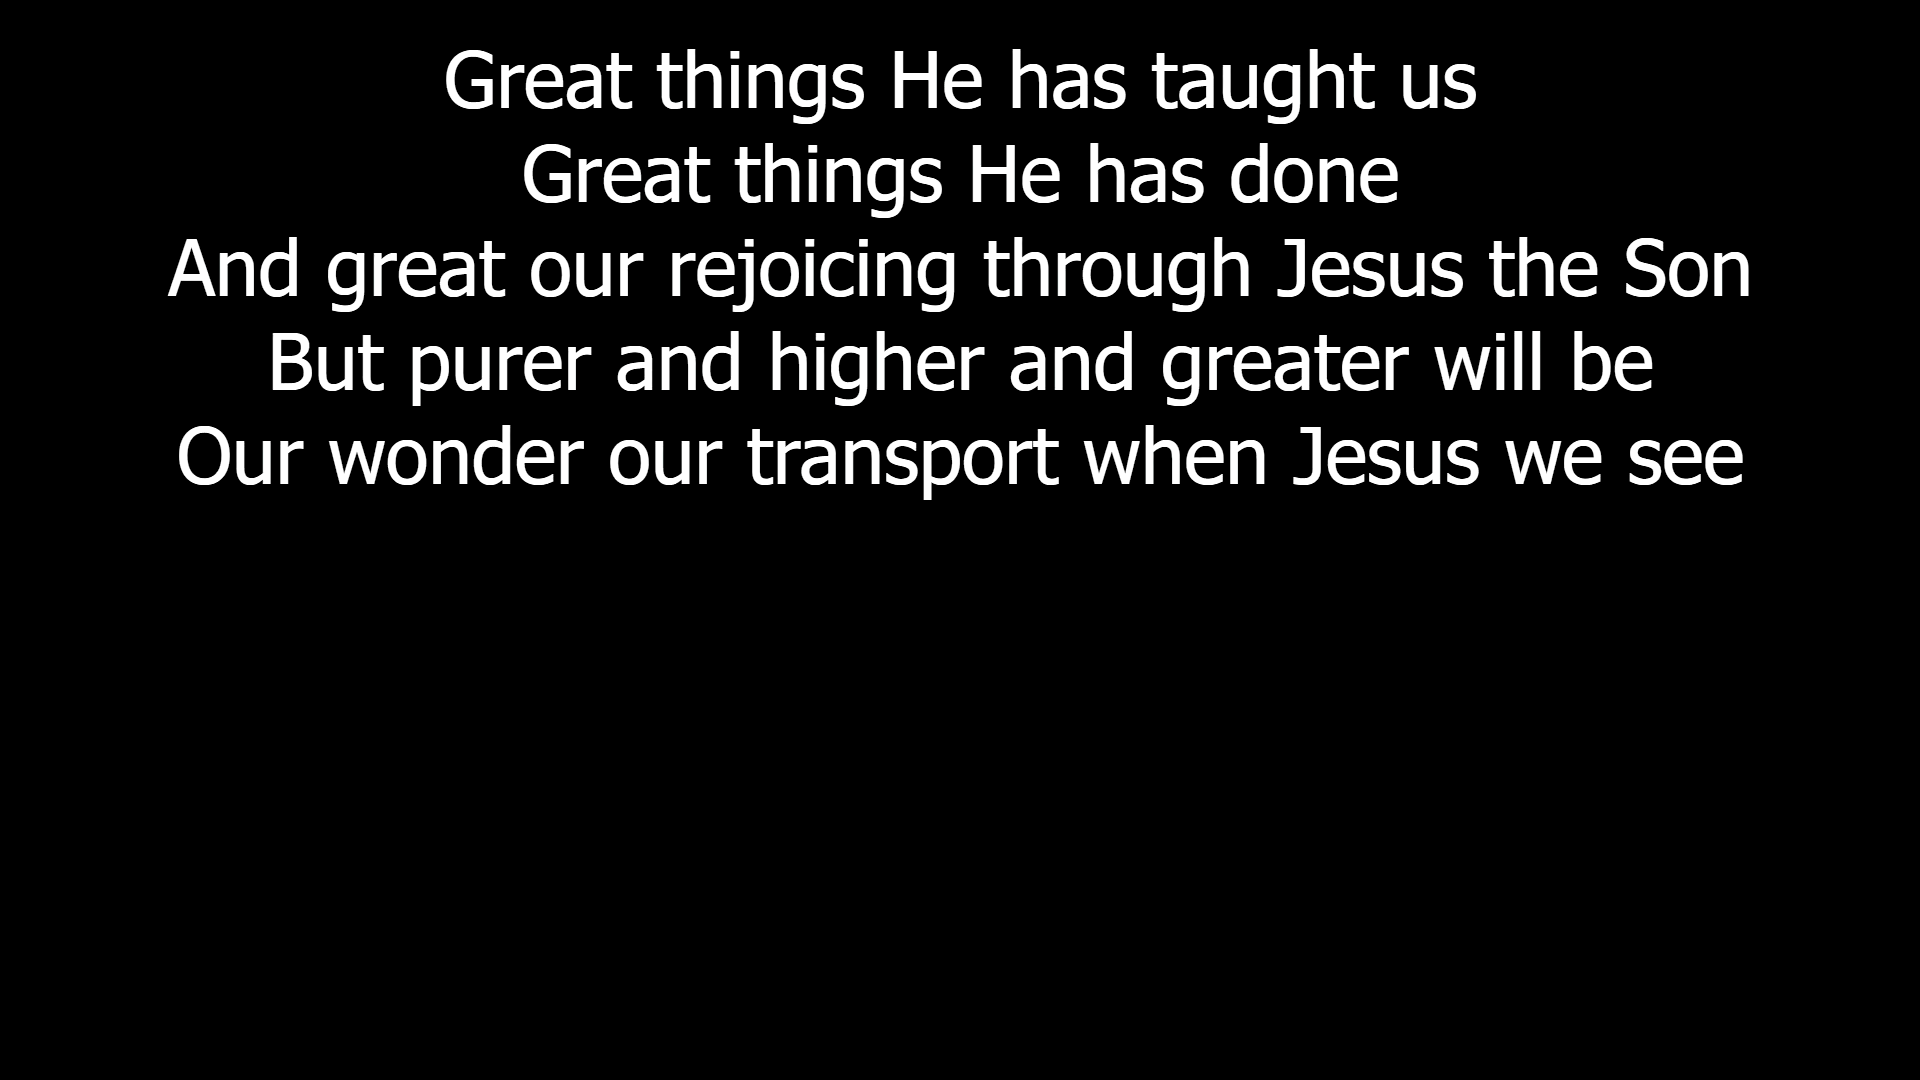 Great things He has taught us
Great things He has done
And great our rejoicing through Jesus the Son
But purer and higher and greater will be
Our wonder our transport when Jesus we see